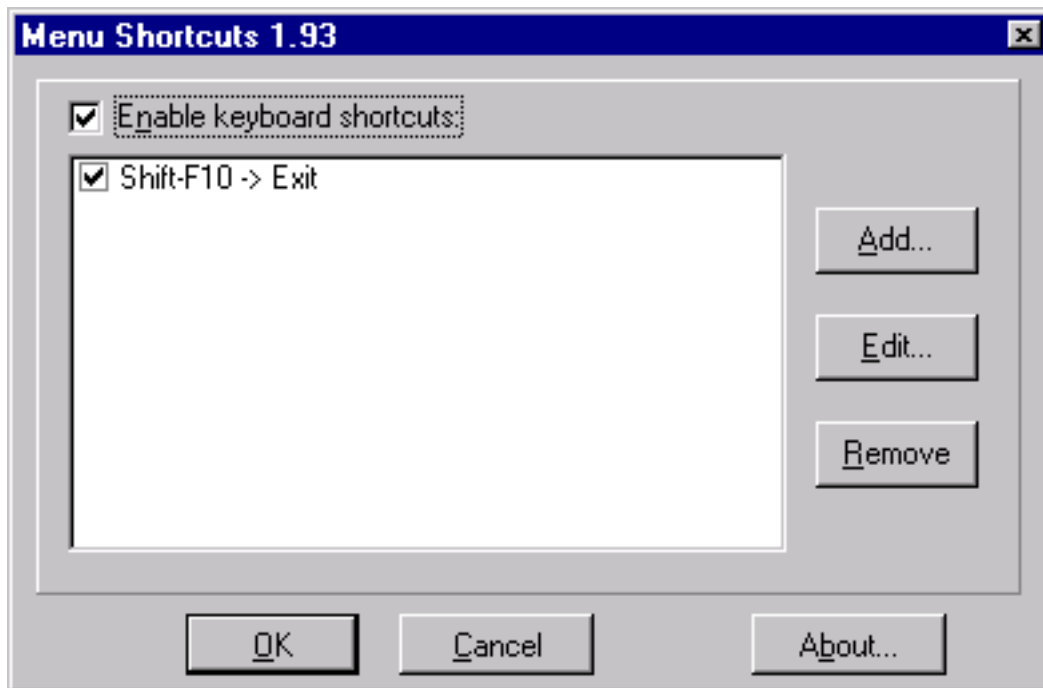 Menu Shortcuts 1.93
Enable keyboard shortcuts:
Shift-F10 -> Exit
Add...
Edit...
Remove
OK
Cancel
About...